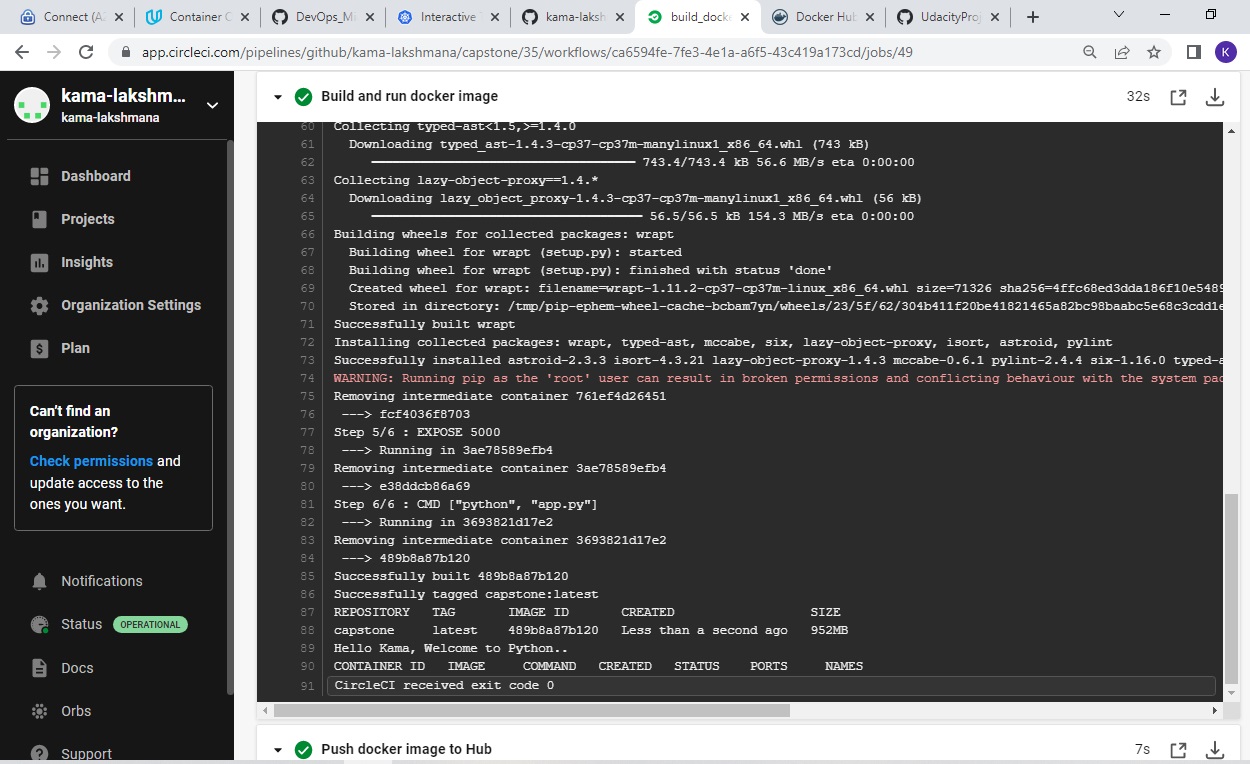 Connect (A
Container C
DevOps_Mi
Interactive
kama-laksh
build_dock
Docker Hub
UdacityProj
app.circleci.com/pipelines/github/kama-lakshmana/capstone/35/workflows/ca6594fe-7fe3-4e1a-a6f5-43c419a173cd/jobs/49
K
kama-lakshm...
kama-lakshmana
Dashboard
Projects
Insights
Organization Settings
Plan
Can't find an
organization?
Check permissions and
update access to the
ones you want.
Notifications
Status OPERATIONAL
Docs
Orbs
Support
Build and run docker image 32s
60 Collecting typed-ast<1.5,>=1.4.0
61 Downloading typed_ast-1.4.3-cp37-cp37m-manylinux1_x86_64.whl (743 kB)
62 743.4/743.4 kB 56.6 MB/s eta 0:00:00
63 Collecting lazy-object-proxy==1.4.*
64 Downloading lazy_object_proxy-1.4.3-cp37-cp37m-manylinux1_x86_64.whl (56 kB)
65 56.5/56.5 kB 154.3 MB/s eta 0:00:00
66 Building wheels for collected packages: wrapt
67 Building wheel for wrapt (setup.py): started
68 Building wheel for wrapt (setup.py): finished with status 'done'
69 Created wheel for wrapt: filename=wrapt-1.11.2-cp37-cp37m-linux_x86_64.whl size=71326 sha256=4ffc68ed3dda186f10e5489
70 Stored in directory: /tmp/pip-ephem-wheel-cache-bcbam7yn/wheels/23/5f/62/304b411f20be41821465a82bc98baabc5e68c3cdd1e
71 Successfully built wrapt
72 Installing collected packages: wrapt, typed-ast, mccabe, six, lazy-object-proxy, isort, astroid, pylint
73 Successfully installed astroid-2.3.3 isort-4.3.21 lazy-object-proxy-1.4.3 mccabe-0.6.1 pylint-2.4.4 six-1.16.0 typed-a
74 WARNING: Running pip as the 'root' user can result in broken permissions and conflicting behaviour with the system pac
75 Removing intermediate container 761ef4d26451
76 ---> fcf4036f8703
77 Step 5/6 : EXPOSE 5000
78 ---> Running in 3ae78589efb4
79 Removing intermediate container 3ae78589efb4
80 ---> e38ddcb86a69
81 Step 6/6 : CMD ["python", "app.py"]
82 ---> Running in 3693821d17e2
83 Removing intermediate container 3693821d17e2
84 ---> 489b8a87b120
85 Successfully built 489b8a87b120
86 Successfully tagged capstone:latest
87 REPOSITORY TAG IMAGE ID CREATED SIZE
88 capstone latest 489b8a87b120 Less than a second ago 952MB
89 Hello Kama, Welcome to Python..
90 CONTAINER ID IMAGE COMMAND CREATED STATUS PORTS NAMES
91 CircleCI received exit code 0
Push docker image to Hub 7s